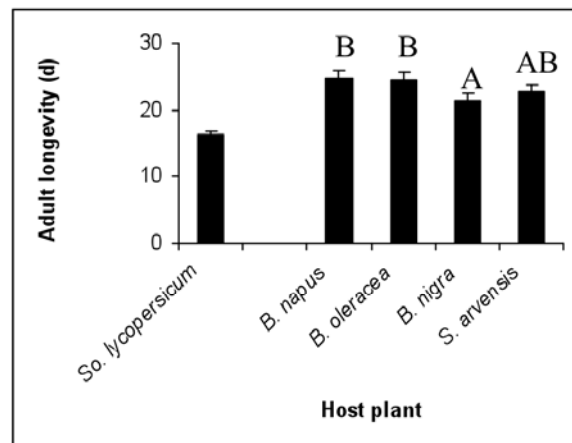 Adult longevity (d)
30
20
10
0
B
B
A
AB
So. lycopersicum
B. napus
B. oleracea
B. nigra
S. arvensis
Host plant